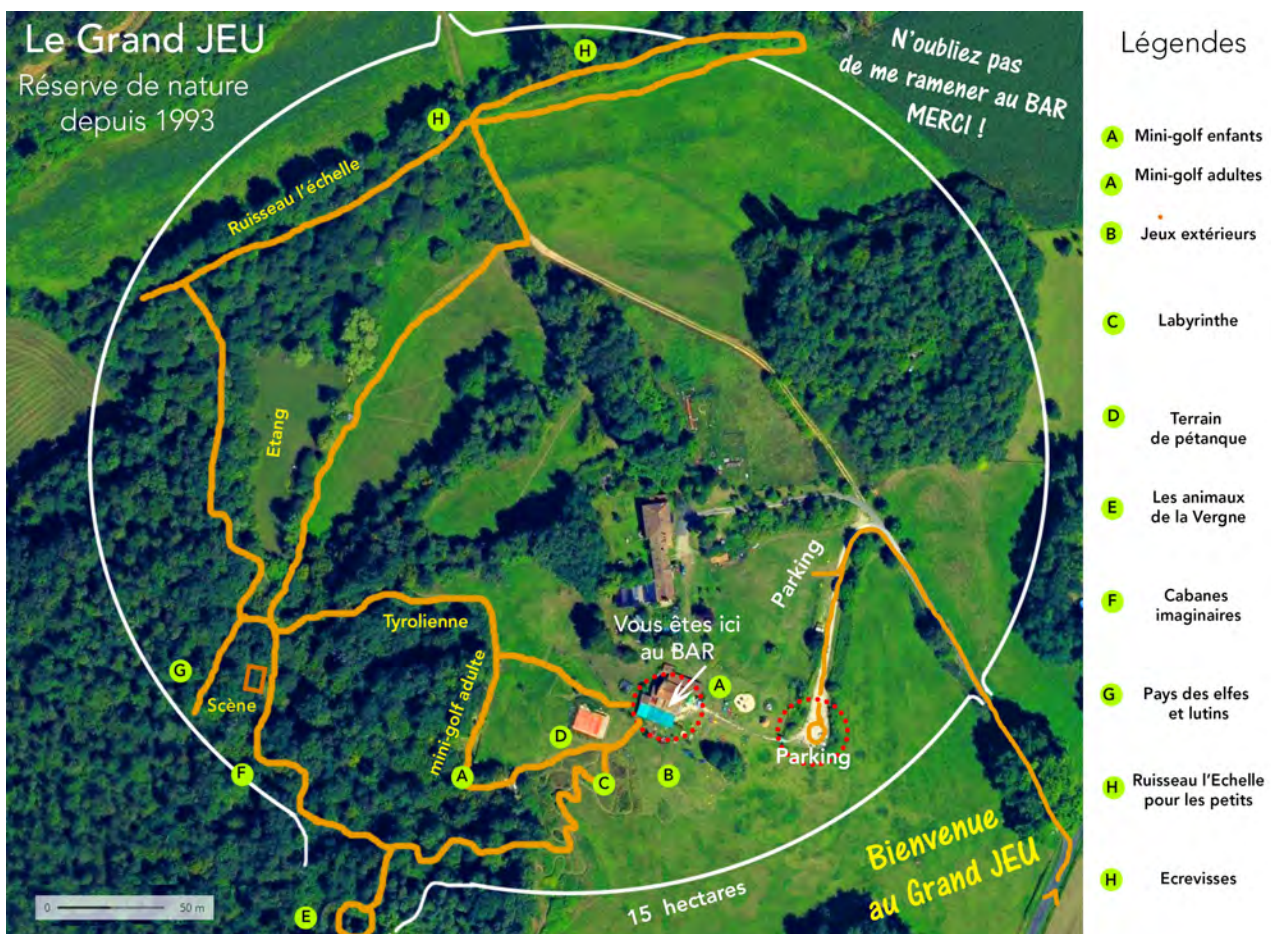 Le Grand JEU
Réserve de nature
depuis 1993
N'oubliez pas
de me ramener au BAR
MERCI !
H
H
Ruisseau l'échelle
Etang
Tyrolienne
Parking
Vous êtes ici
au BAR
A
G
Scène
mini-golf adulte
D
Parking
F
A
C
B
Bienvenue
au Grand JEU
15 hectares
E
0 50 m
Légendes
A Mini-golf enfants
A Mini-golf adultes
B Jeux extérieurs
C Labyrinthe
D Terrain
de pétanque
E Les animaux
de la Vergne
F Cabanes
imaginaires
G Pays des elfes
et lutins
H Ruisseau l'Echelle
pour les petits
H Ecrevisses